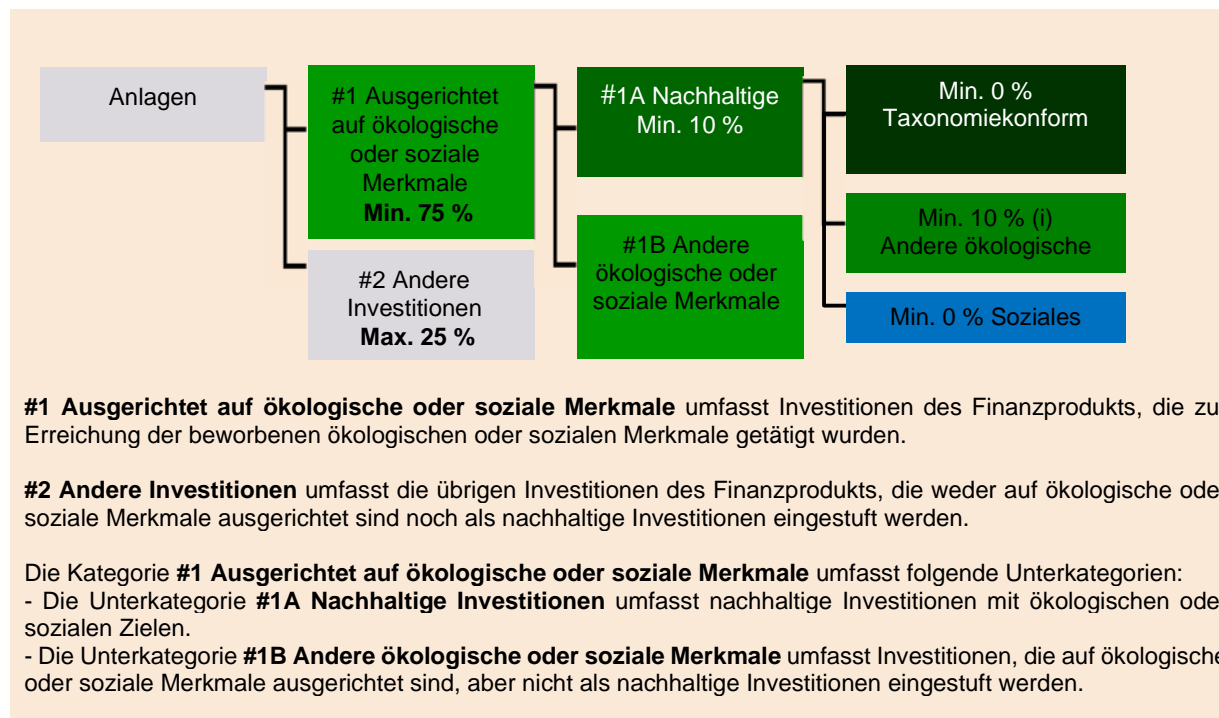 Anlagen
#1 Ausgerichtet
auf ökologische
oder soziale
Merkmale
Min. 75 %
#2 Andere
Investitionen
Max. 25 %
#1A Nachhaltige
Min. 10 %
#1B Andere
ökologische oder
soziale Merkmale
Min. 0 %
Taxonomiekonform
Min. 10 % (i)
Andere ökologische
Min. 0 % Soziales
#1 Ausgerichtet auf ökologische oder soziale Merkmale umfasst Investitionen des Finanzprodukts, die zu
Erreichung der beworbenen ökologischen oder sozialen Merkmale getätigt wurden.
#2 Andere Investitionen umfasst die übrigen Investitionen des Finanzprodukts, die weder auf ökologische ode
soziale Merkmale ausgerichtet sind noch als nachhaltige Investitionen eingestuft werden.
Die Kategorie #1 Ausgerichtet auf ökologische oder soziale Merkmale umfasst folgende Unterkategorien:
- Die Unterkategorie #1A Nachhaltige Investitionen umfasst nachhaltige Investitionen mit ökologischen ode
sozialen Zielen.
- Die Unterkategorie #1B Andere ökologische oder soziale Merkmale umfasst Investitionen, die auf ökologische
oder soziale Merkmale ausgerichtet sind, aber nicht als nachhaltige Investitionen eingestuft werden.